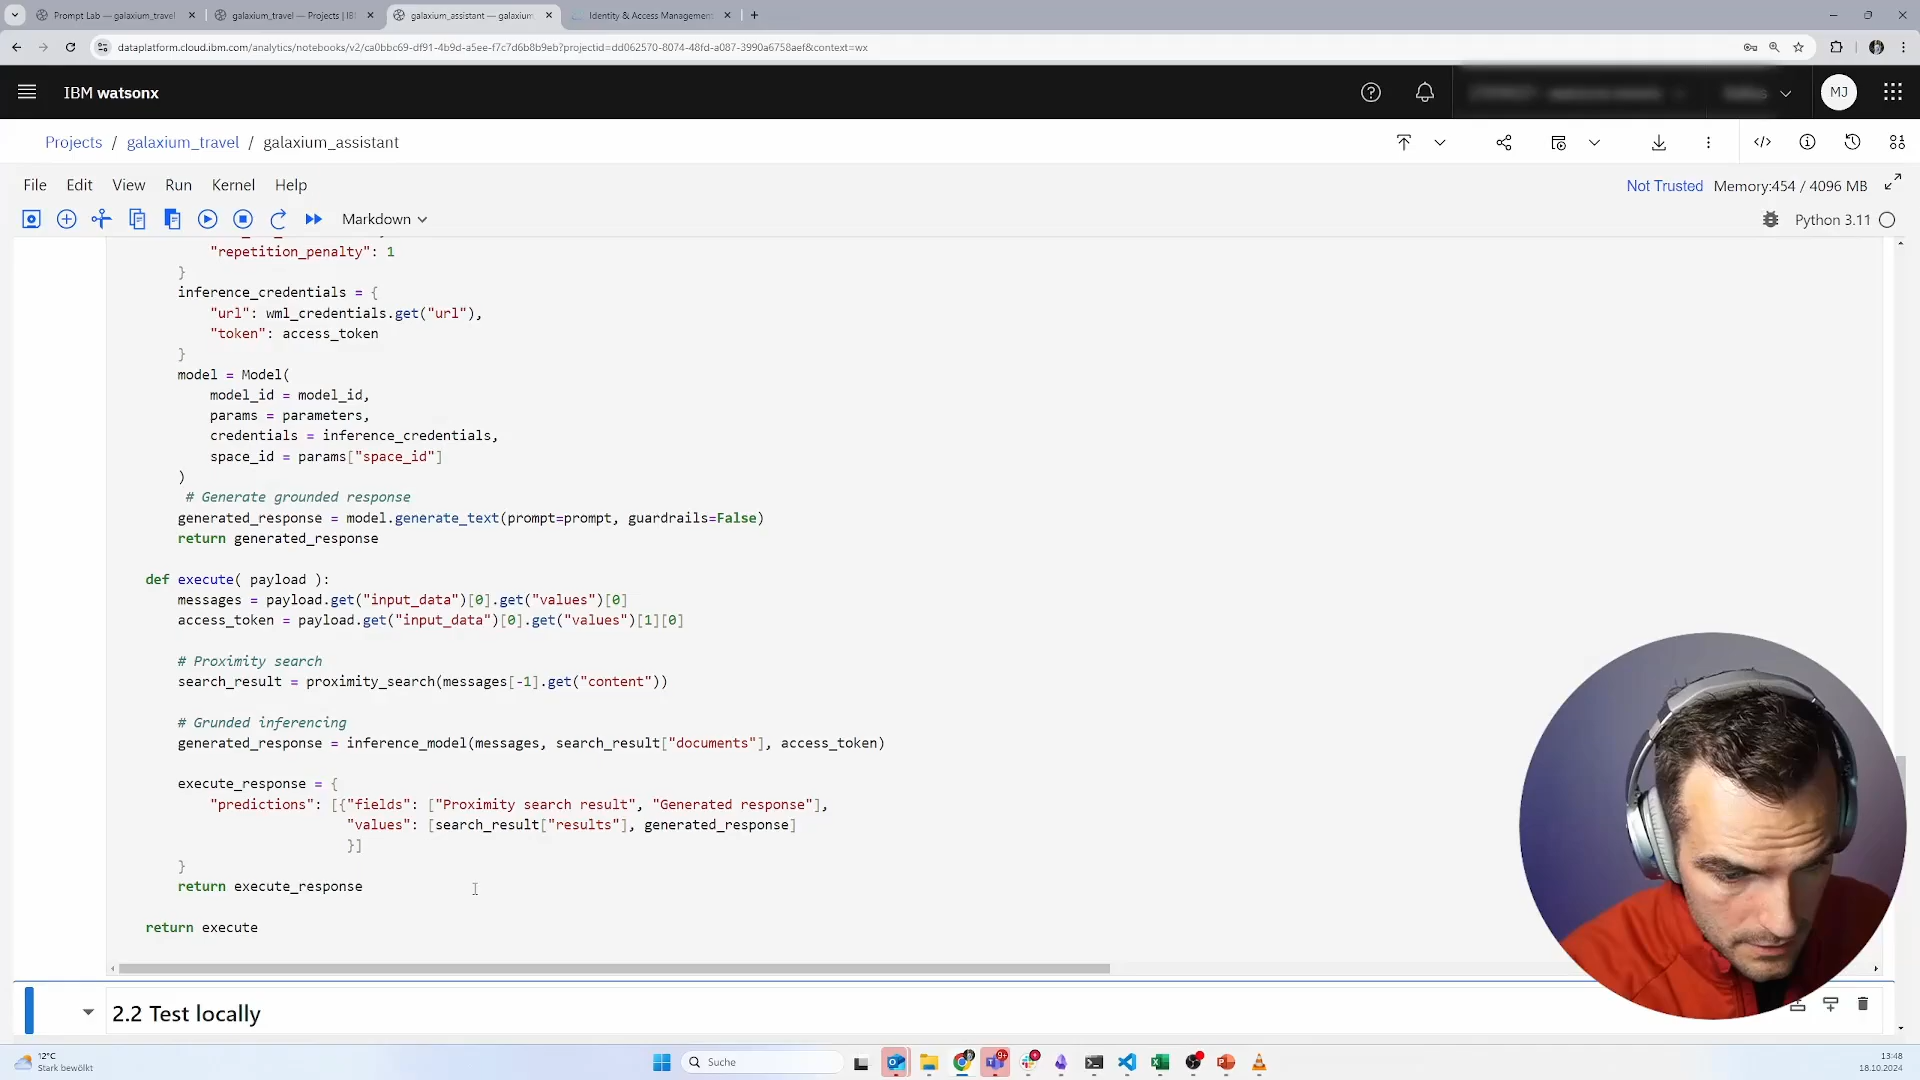 Prompt Lab — galaxium_travel
galaxium_travel — Projects | IB
galaxium_assistant — galaxium
Identity & Access Management
dataplatform.cloud.ibm.com/analytics/notebooks/v2/ca0bbc69-df91-4b9d-a5ee-f7c7d6b8b9eb?projectid=dd062570-8074-48fd-a087-3990a6758aef&context=wx
IBM watsonx
MJ
Projects / galaxium_travel / galaxium_assistant
File Edit View Run Kernel Help
Not Trusted Memory:454 / 4096 MB
Markdown
Python 3.11
"repetition_penalty": 1
}
inference_credentials = {
"url": wml_credentials.get("url"),
"token": access_token
}
model = Model(
model_id = model_id,
params = parameters,
credentials = inference_credentials,
space_id = params["space_id"]
)
# Generate grounded response
generated_response = model.generate_text(prompt=prompt, guardrails=False)
return generated_response
def execute( payload ):
messages = payload.get("input_data")[0].get("values")[0]
access_token = payload.get("input_data")[0].get("values")[1][0]
# Proximity search
search_result = proximity_search(messages[-1].get("content"))
# Grunded inferencing
generated_response = inference_model(messages, search_result["documents"], access_token)
execute_response = {
"predictions": [{"fields": ["Proximity search result", "Generated response"],
"values": [search_result["results"], generated_response]
}]
}
return execute_response
return execute
2.2 Test locally
12°C
Stark bewölkt
Suche
9+
13:48
18.10.2024